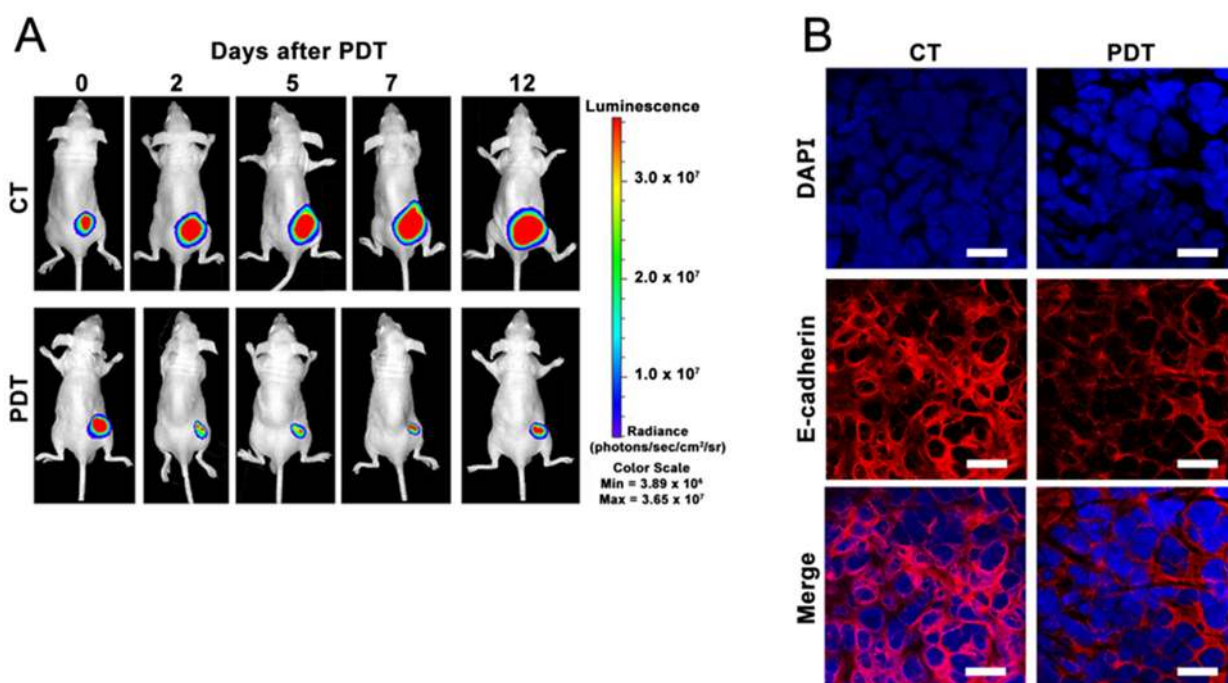 A
Days after PDT
0 2 5 7 12
CT
PDT
Luminescence
3.0 x 10⁷
2.0 x 10⁷
1.0 x 10⁷
Radiance
(photons/sec/cm²/sr)
Color Scale
Min = 3.89 x 10⁶
Max = 3.65 x 10⁷
B
CT PDT
DAPI
E-cadherin
Merge